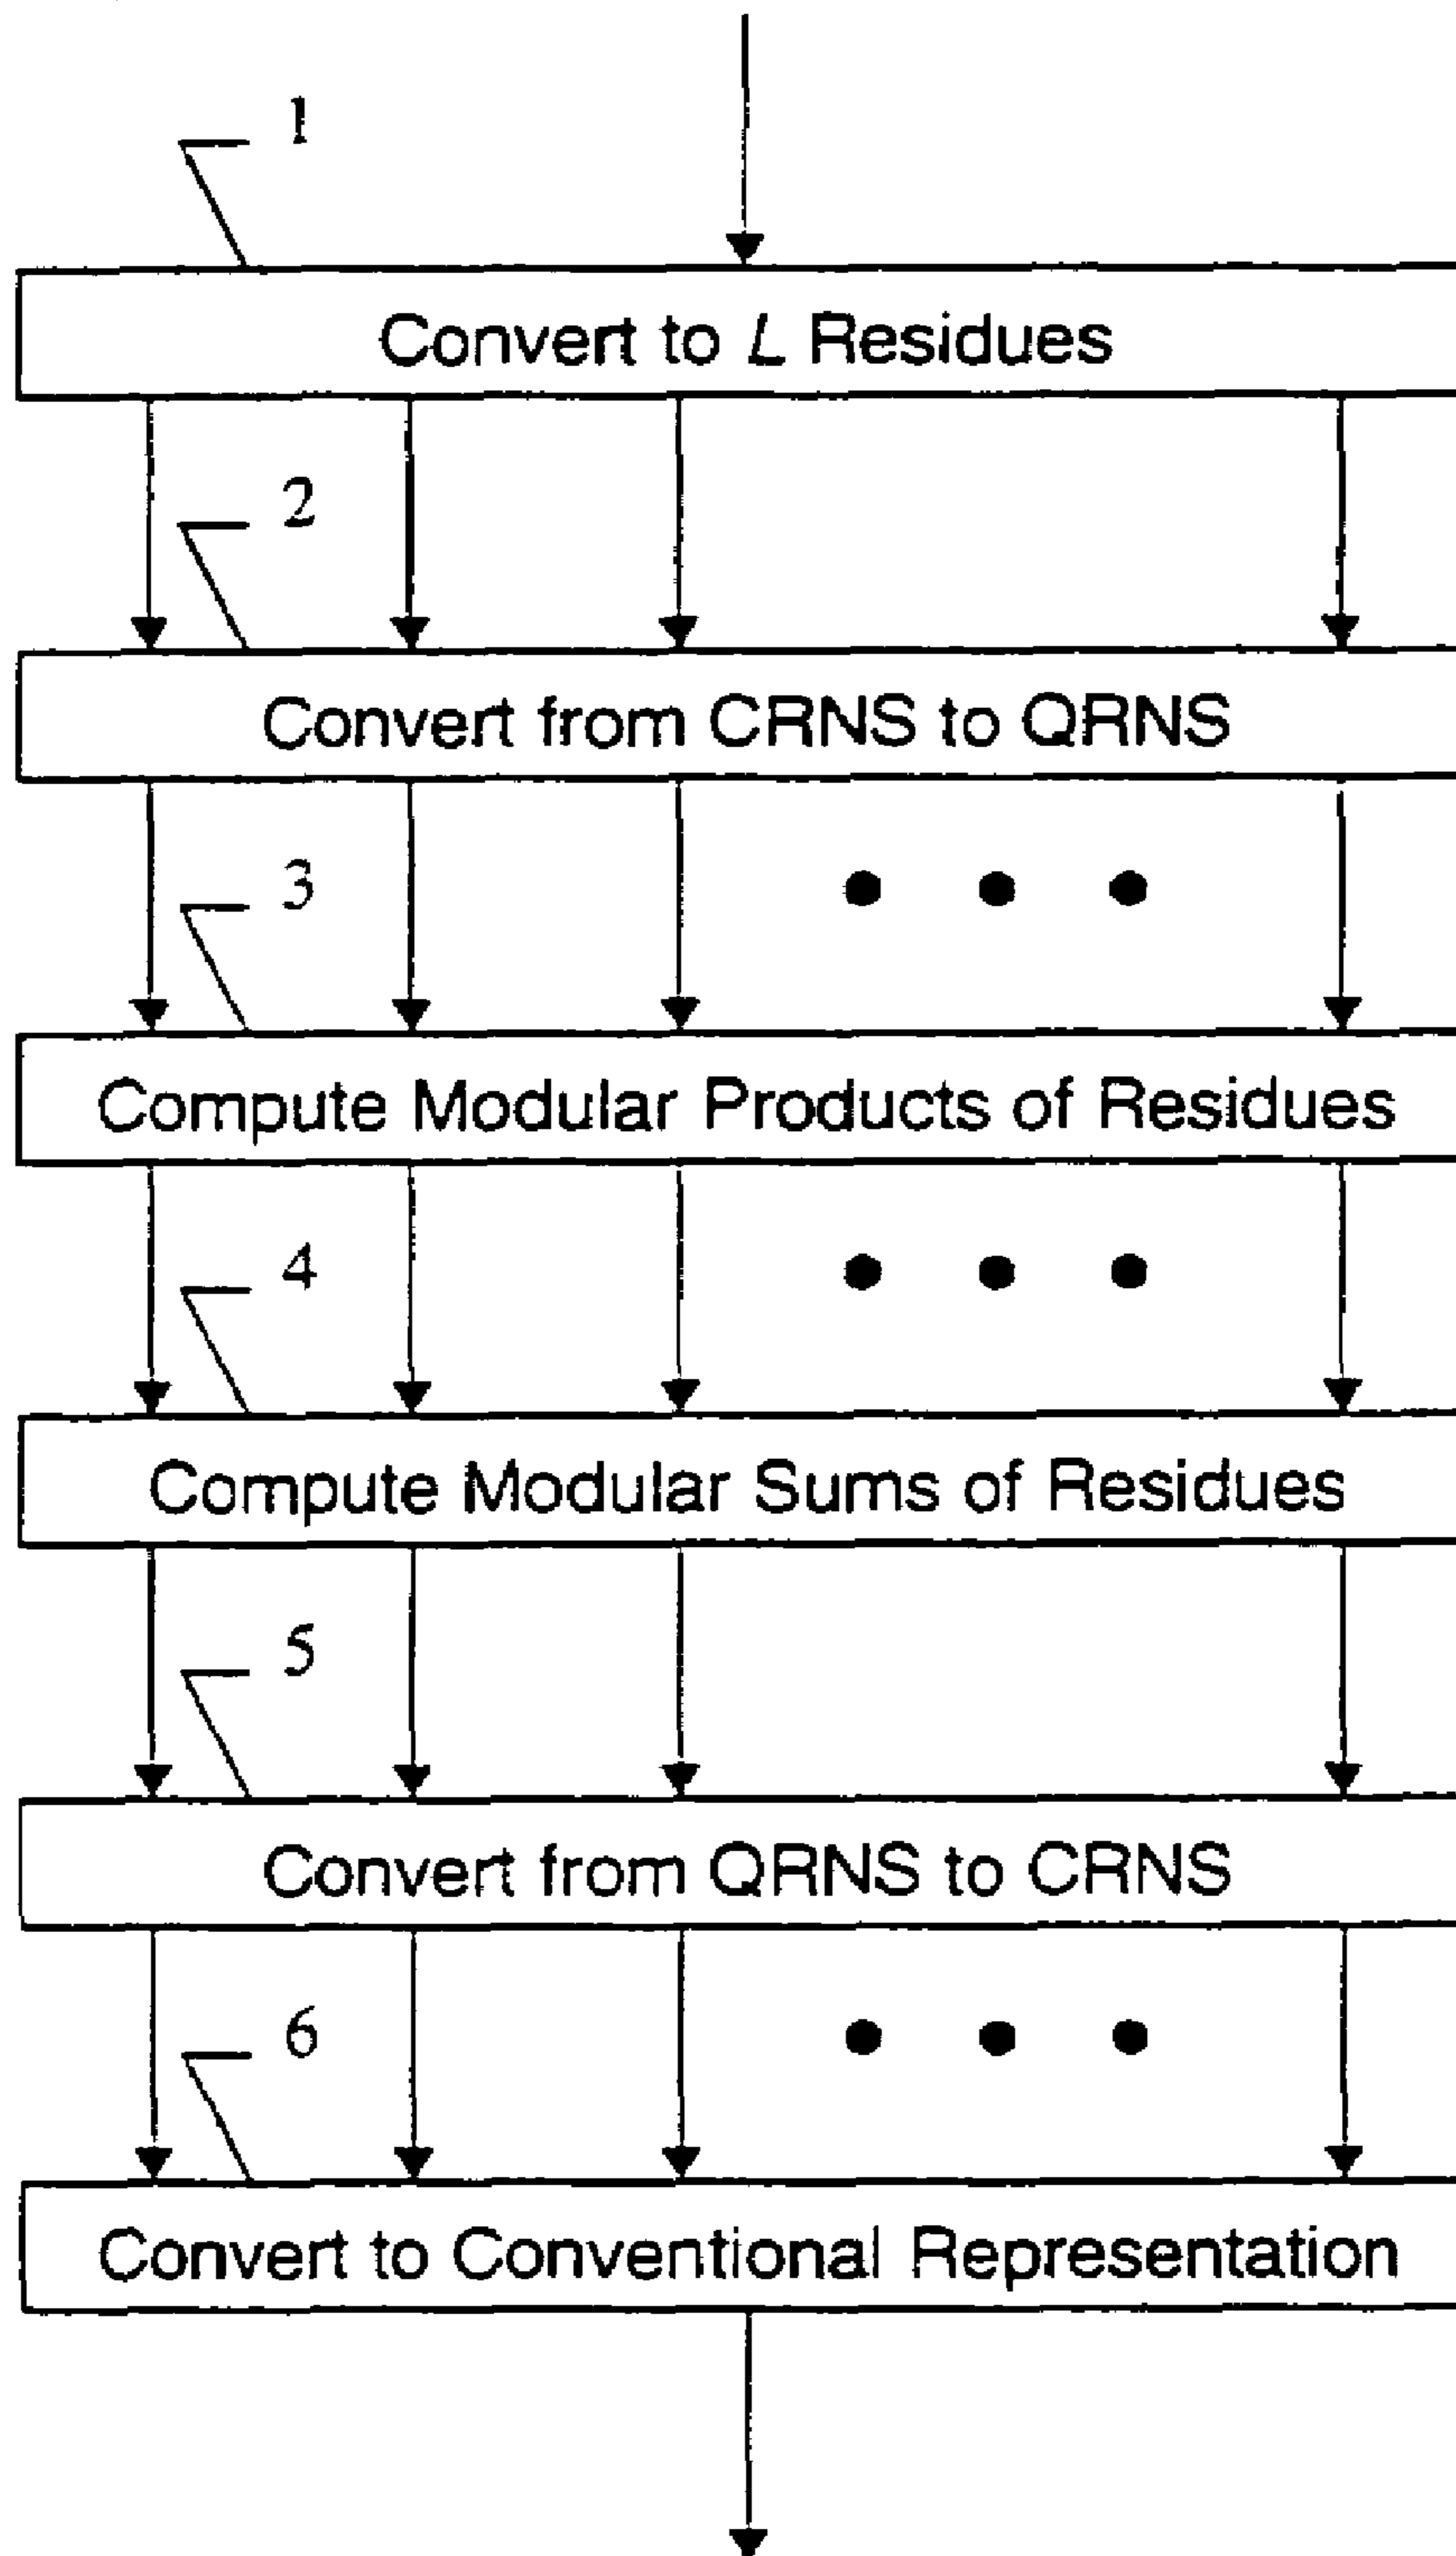 1
Convert to L Residues
2
Convert from CRNS to QRNS
3
Compute Modular Products of Residues
4
Compute Modular Sums of Residues
5
Convert from QRNS to CRNS
6
Convert to Conventional Representation